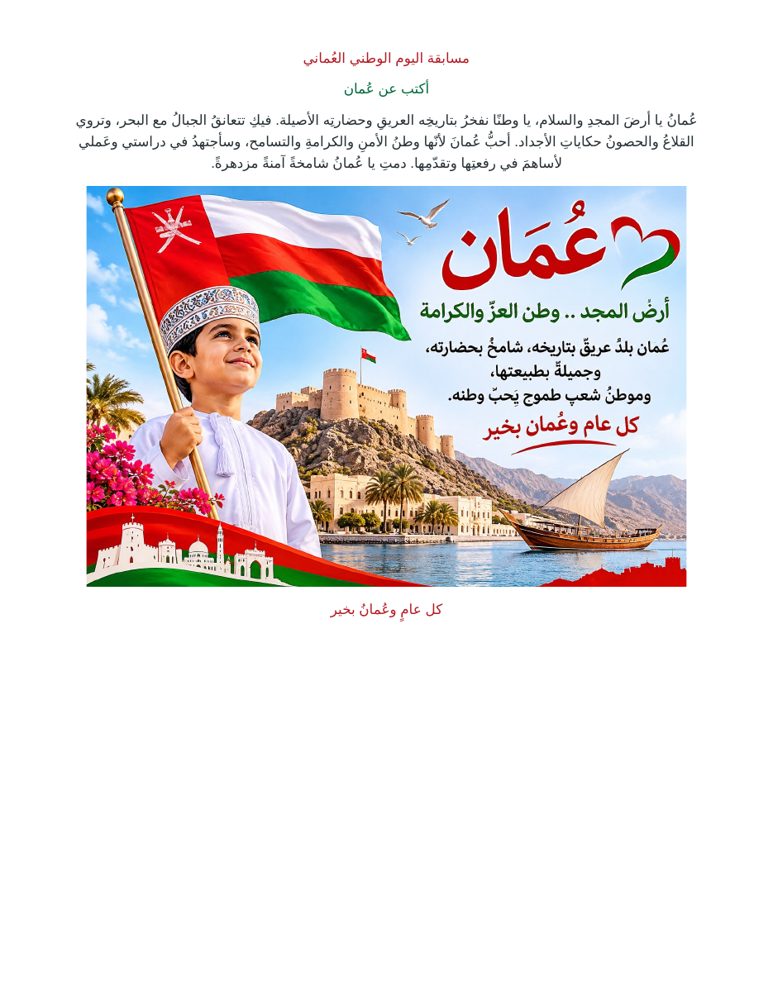 مسابقة اليوم الوطني العُماني
أكتب عن عُمان
عُمانُ يا أرضَ المجدِ والسلام، يا وطنًا نفخرُ بتاريخِه العريقِ وحضارتِه الأصيلة. فيكِ تتعانقُ الجبالُ مع البحر، وتروي
القلاعُ والحصونُ حكاياتِ الأجداد. أحبُّ عُمانَ لأنّها وطنُ الأمنِ والكرامةِ والتسامح، وسأجتهدُ في دراستي وعَملي
لأساهمَ في رفعتِها وتقدّمِها. دمتِ يا عُمانُ شامخةً آمنةً مزدهرةً.
عُمَان
أرضُ المجد .. وطن العزّ والكرامة
عُمان بلدٌ عريقٌ بتاريخه، شامخٌ بحضارته،
وجميلةٌ بطبيعتها،
وموطنُ شعبٍ طموح يَحبّ وطنه.
كل عام وعُمان بخير
كل عامٍ وعُمانُ بخير